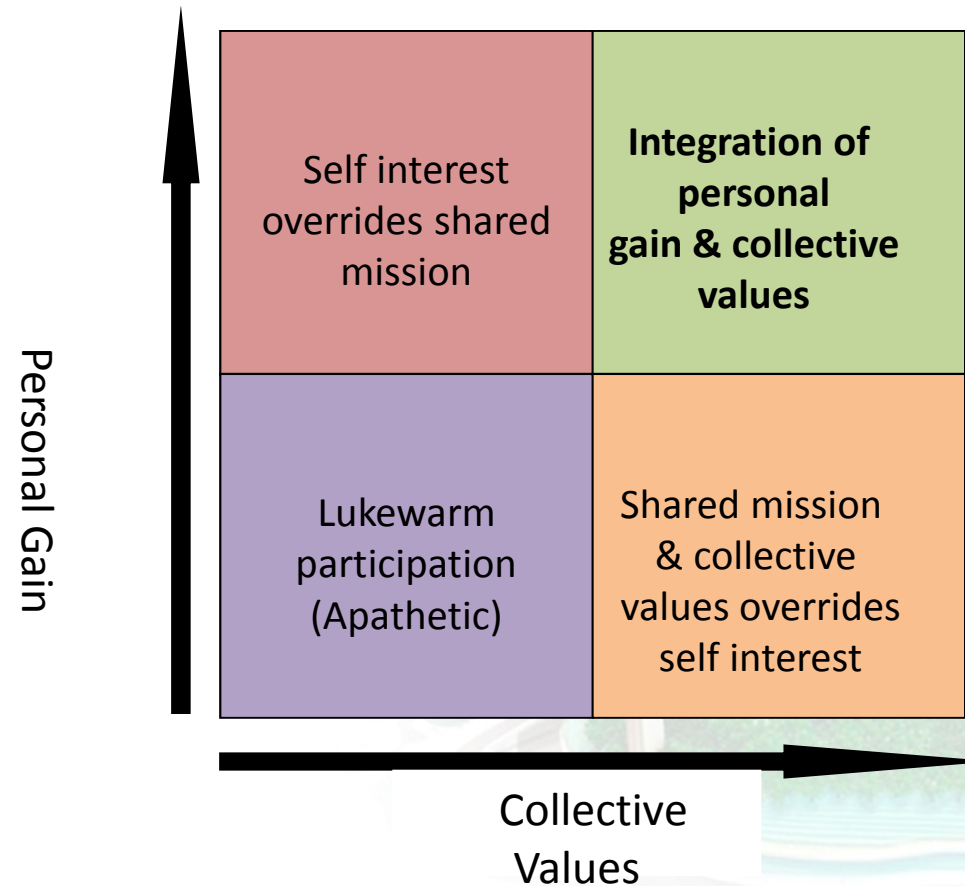 Self interest
overrides shared
mission
Integration of
personal
gain & collective
values
Personal Gain
Lukewarm
participation
(Apathetic)
Shared mission
& collective
values overrides
self interest
Collective
Values